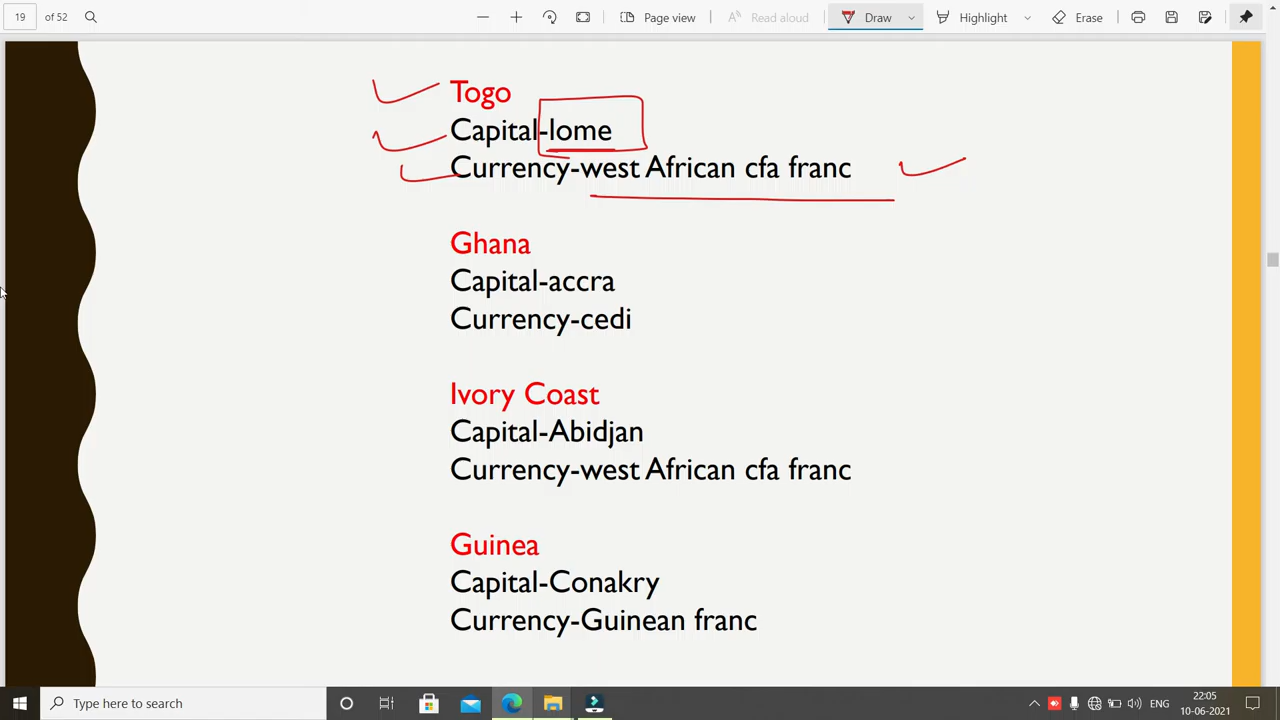 19 of 52 Page view Read aloud Draw Highlight Erase
Togo
Capital-lome
Currency-west African cfa franc
Ghana
Capital-accra
Currency-cedi
Ivory Coast
Capital-Abidjan
Currency-west African cfa franc
Guinea
Capital-Conakry
Currency-Guinean franc
Type here to search ENG 22:05
10-06-2021